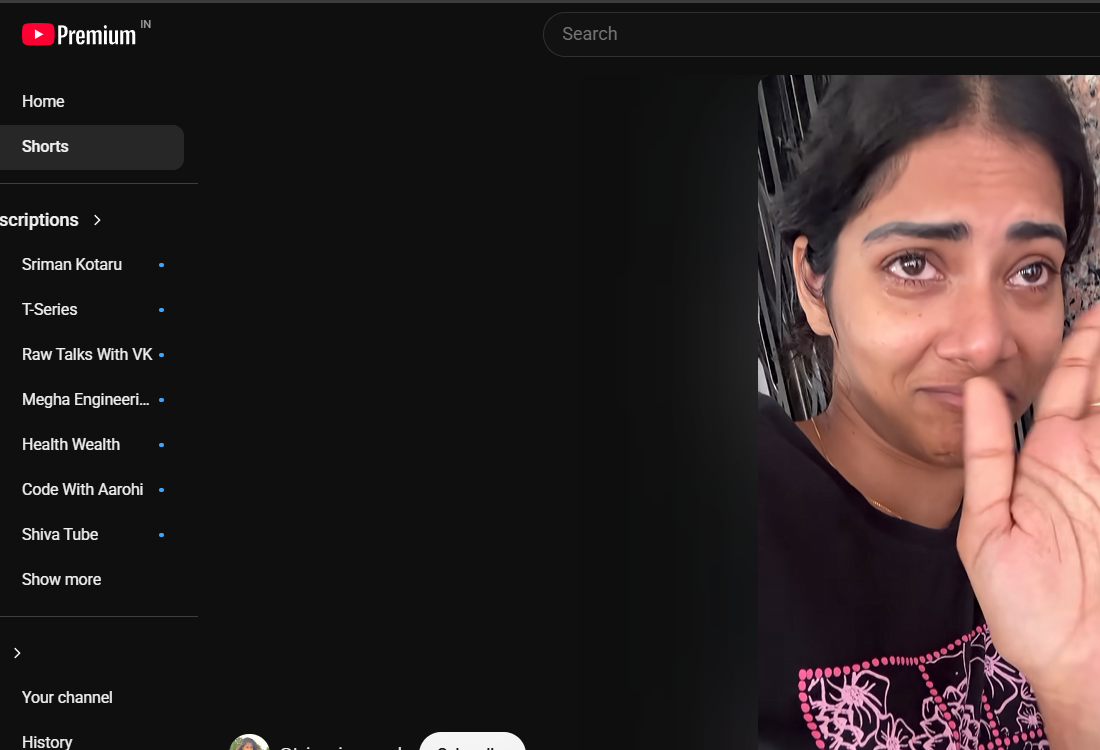 Premium IN
Search
Home
Shorts
scriptions
Sriman Kotaru
T-Series
Raw Talks With VK
Megha Engineeri...
Health Wealth
Code With Aarohi
Shiva Tube
Show more
Your channel
History